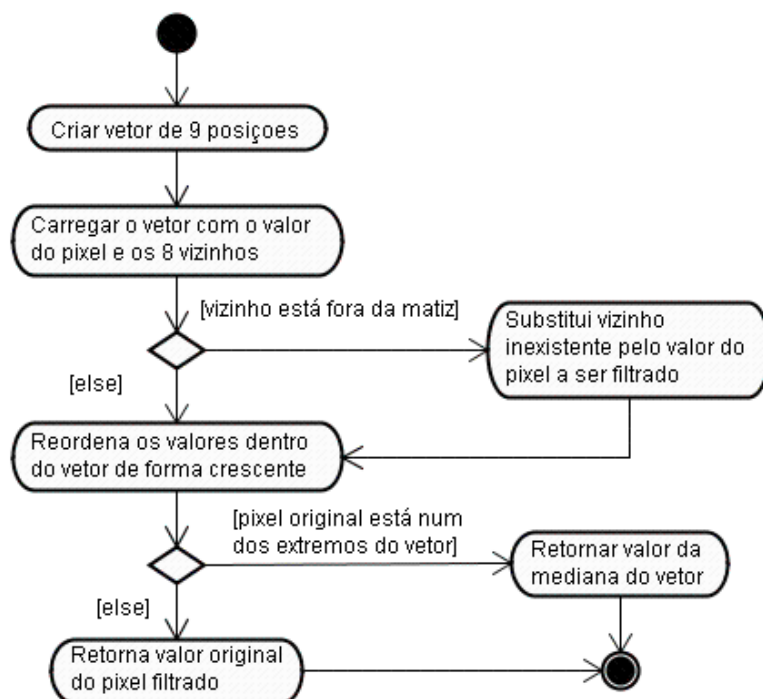 Criar vetor de 9 posiçoes
Carregar o vetor com o valor
do pixel e os 8 vizinhos
[vizinho está fora da matiz]
Substitui vizinho
inexistente pelo valor do
pixel a ser filtrado
[else]
Reordena os valores dentro
do vetor de forma crescente
[pixel original está num
dos extremos do vetor]
Retornar valor da
mediana do vetor
[else]
Retorna valor original
do pixel filtrado